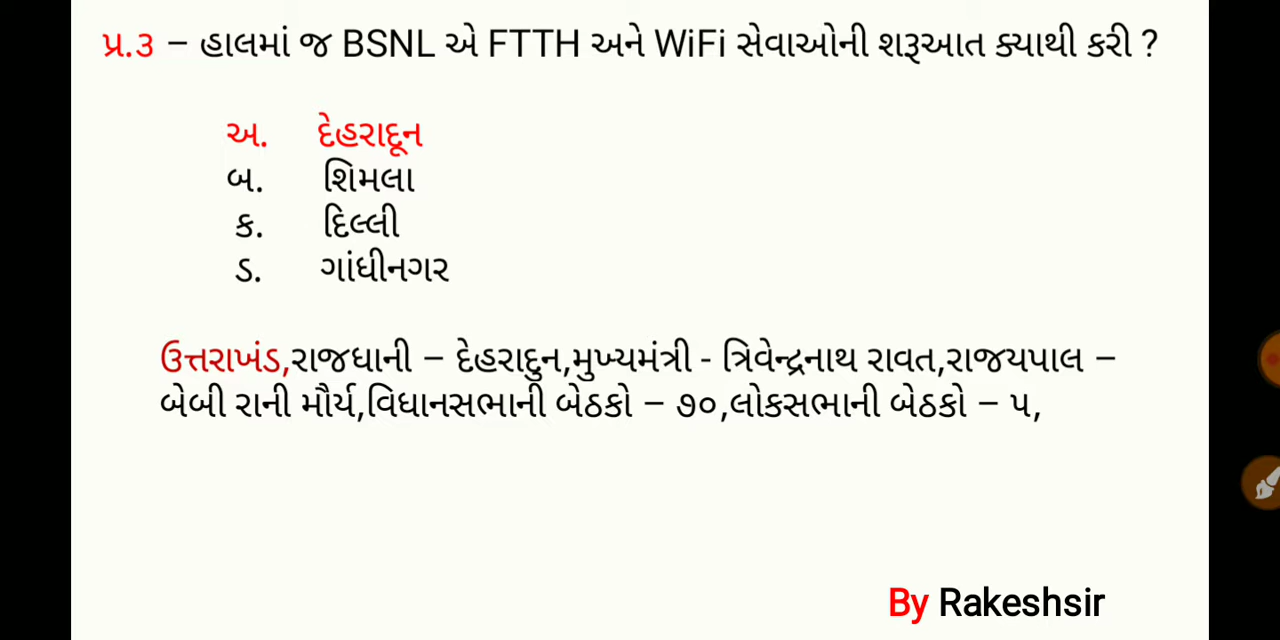 પ્ર.૩ – હાલમાં જ BSNL એ FTTH અને WiFi સેવાઓની શરૂઆત ક્યાથી કરી ?
અ. દેહરાદૂન
બ. શિમલા
ક. દિલ્લી
ડ. ગાંધીનગર
ઉત્તરાખંડ,રાજધાની – દેહરાદુન,મુખ્યમંત્રી - ત્રિવેન્દ્રનાથ રાવત,રાજયપાલ –
બેબી રાની મૌર્ય,વિધાનસભાની બેઠકો – ૭૦,લોકસભાની બેઠકો – ૫,
By Rakeshsir